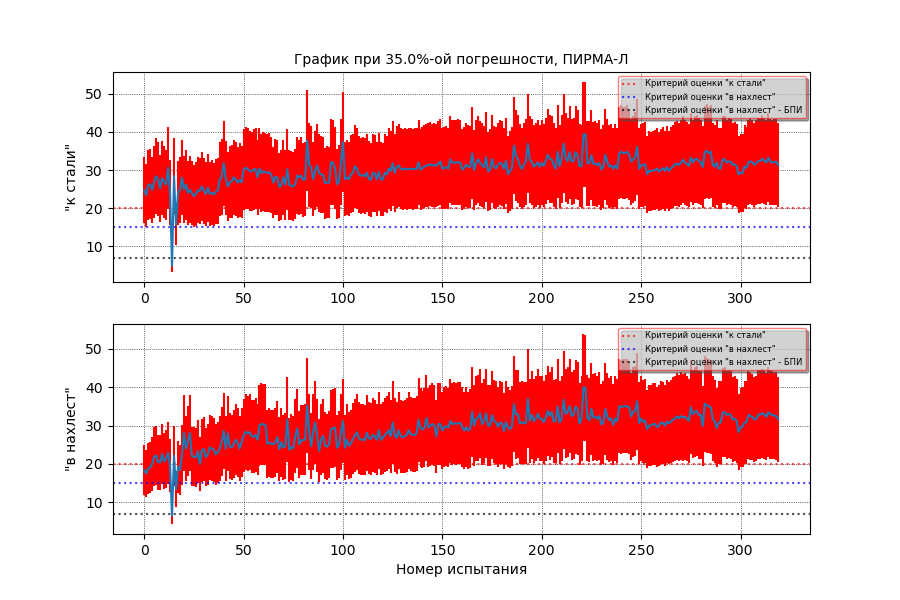 График при 35.0%-ой погрешности, ПИРМА-Л
"к стали"
50
40
30
20
10
Критерий оценки "к стали"
Критерий оценки "в нахлест"
Критерий оценки "в нахлест" - БПИ
0 50 100 150 200 250 300
"в нахлест"
50
40
30
20
10
Критерий оценки "к стали"
Критерий оценки "в нахлест"
Критерий оценки "в нахлест" - БПИ
0 50 100 150 200 250 300
Номер испытания